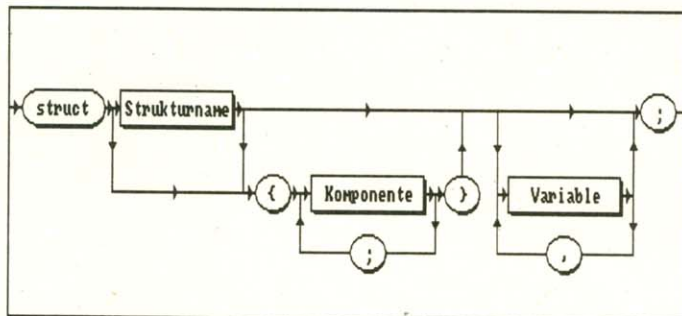 struct Strukturname ;
{ Komponente } Variable
; ,